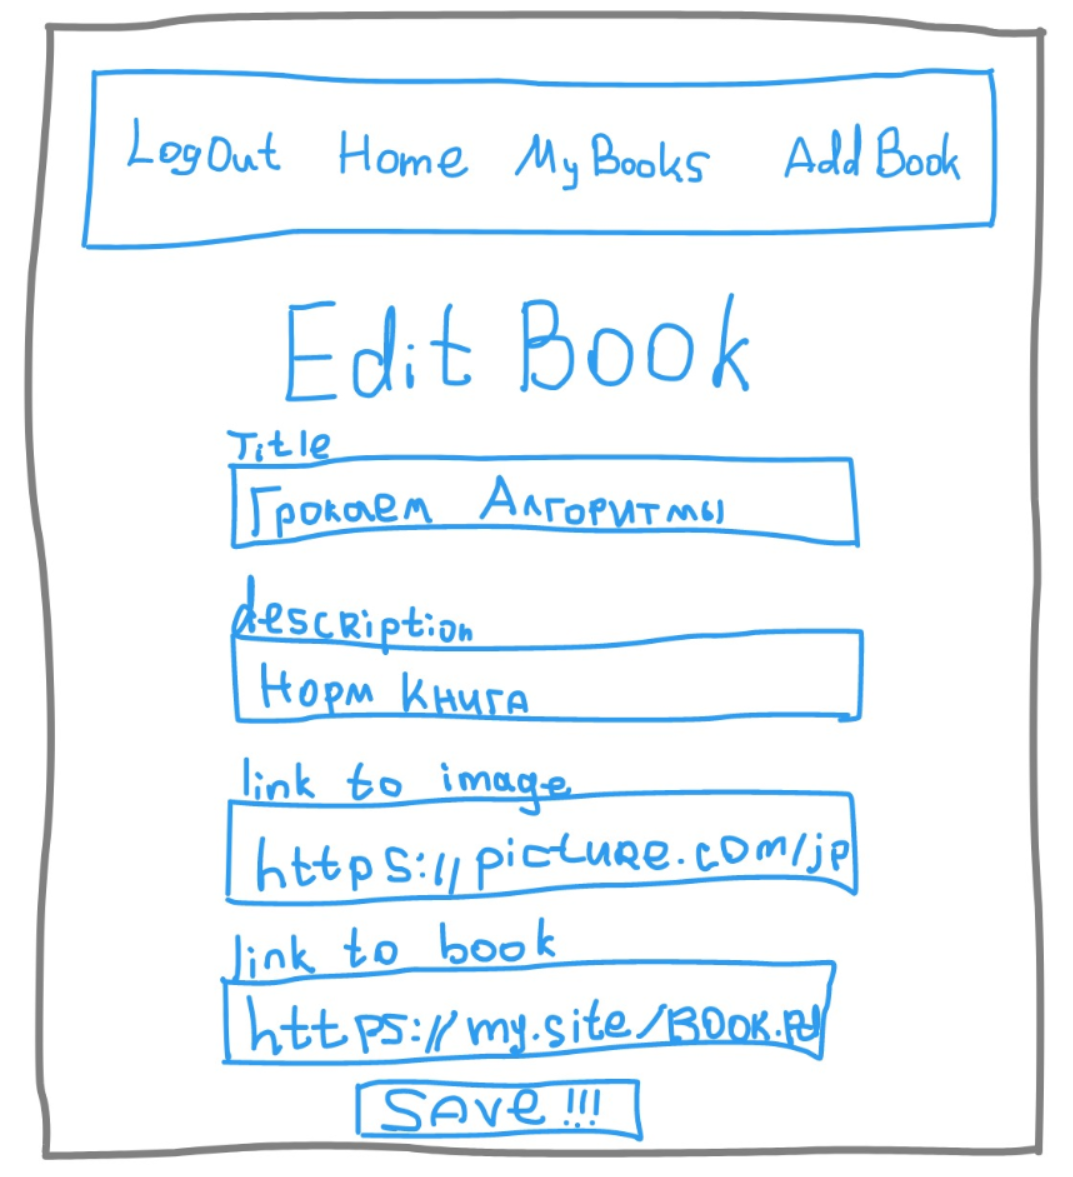 LogOut Home My Books Add Book
Edit Book
Title
Грокаем Алгоритмы
description
Норм книга
link to image
https://picture.com/jp
link to book
https://my.site/BOOK.pd
SAve!!!